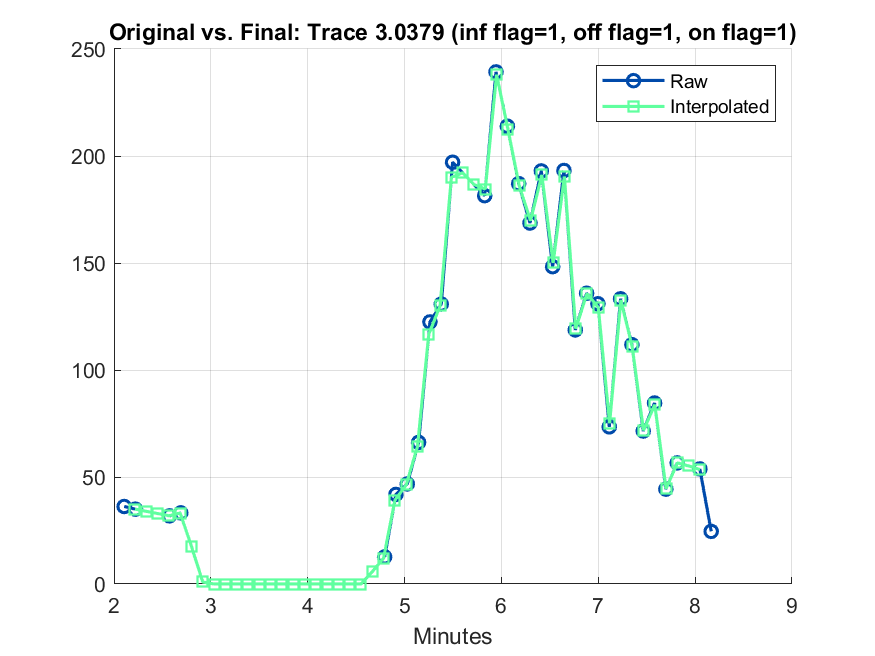 Original vs. Final: Trace 3.0379 (inf flag=1, off flag=1, on flag=1)
250
200
150
100
50
0
Raw
Interpolated
2 3 4 5 6 7 8 9
Minutes